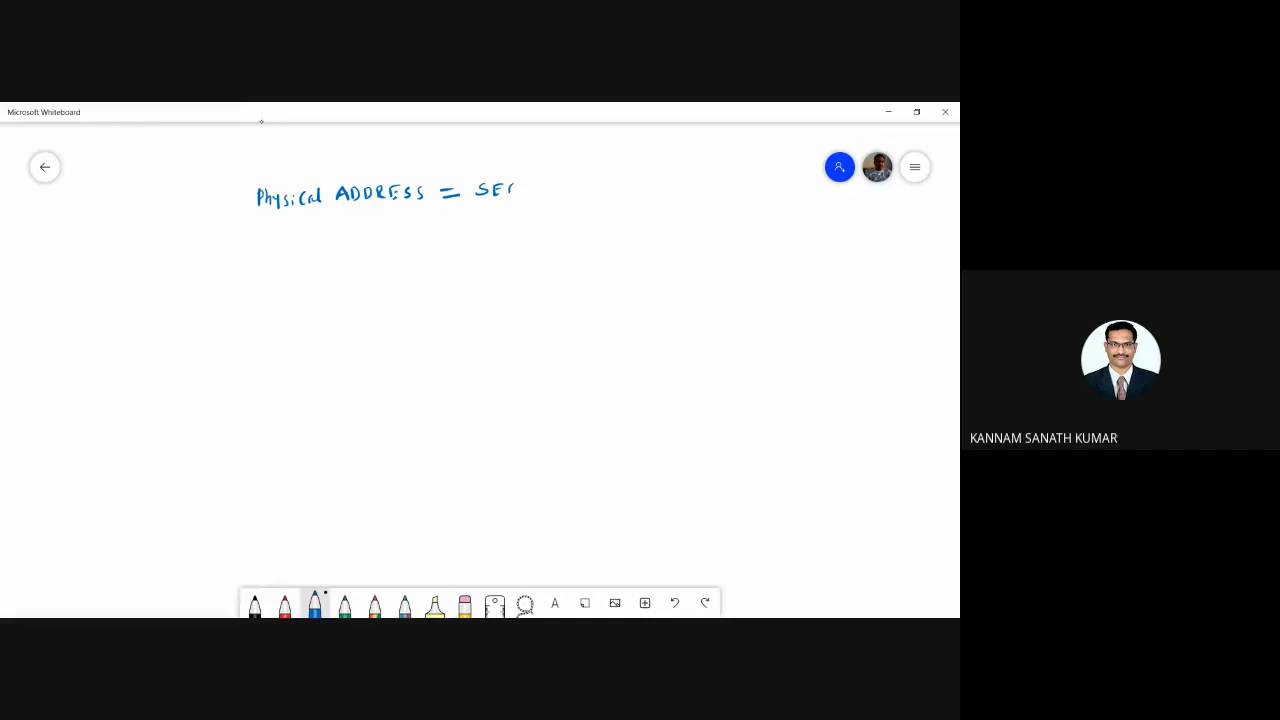 Microsoft Whiteboard
Physical ADDRESS = SE
KANNAM SANATH KUMAR